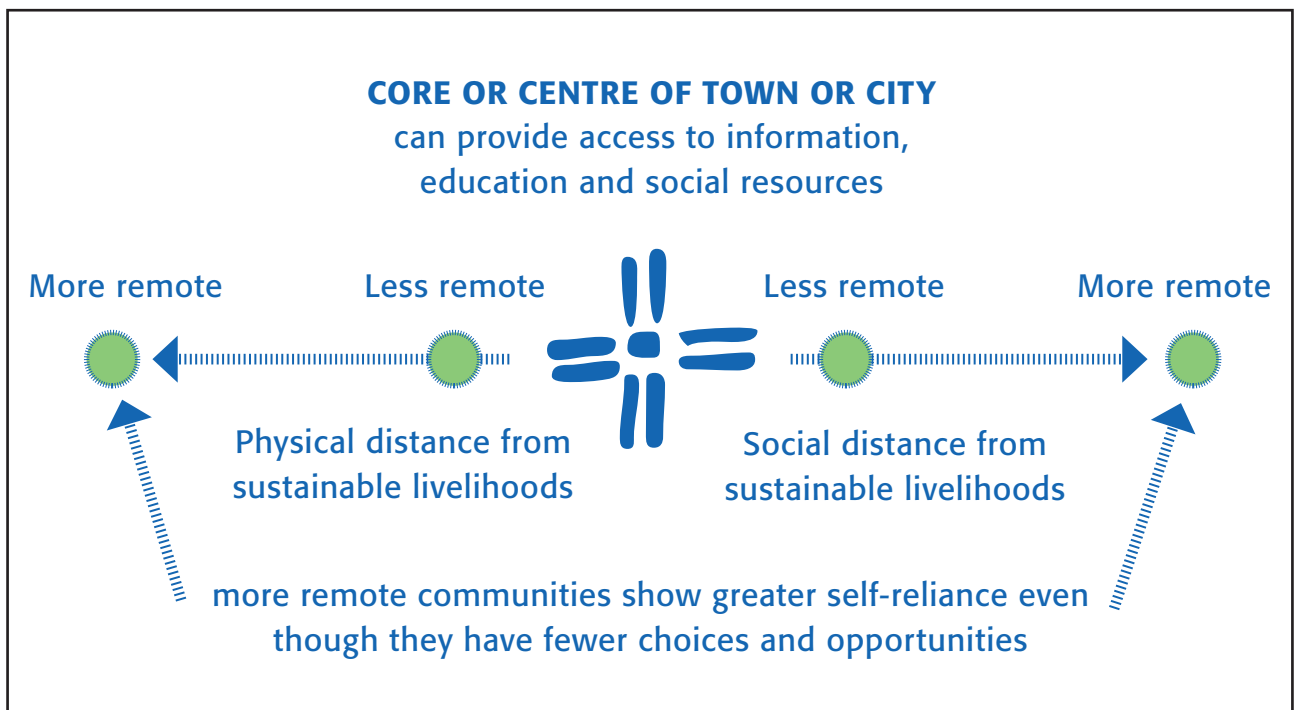 CORE OR CENTRE OF TOWN OR CITY
can provide access to information,
education and social resources
More remote
Less remote
Less remote
More remote
Physical distance from
sustainable livelihoods
Social distance from
sustainable livelihoods
more remote communities show greater self-reliance even
though they have fewer choices and opportunities